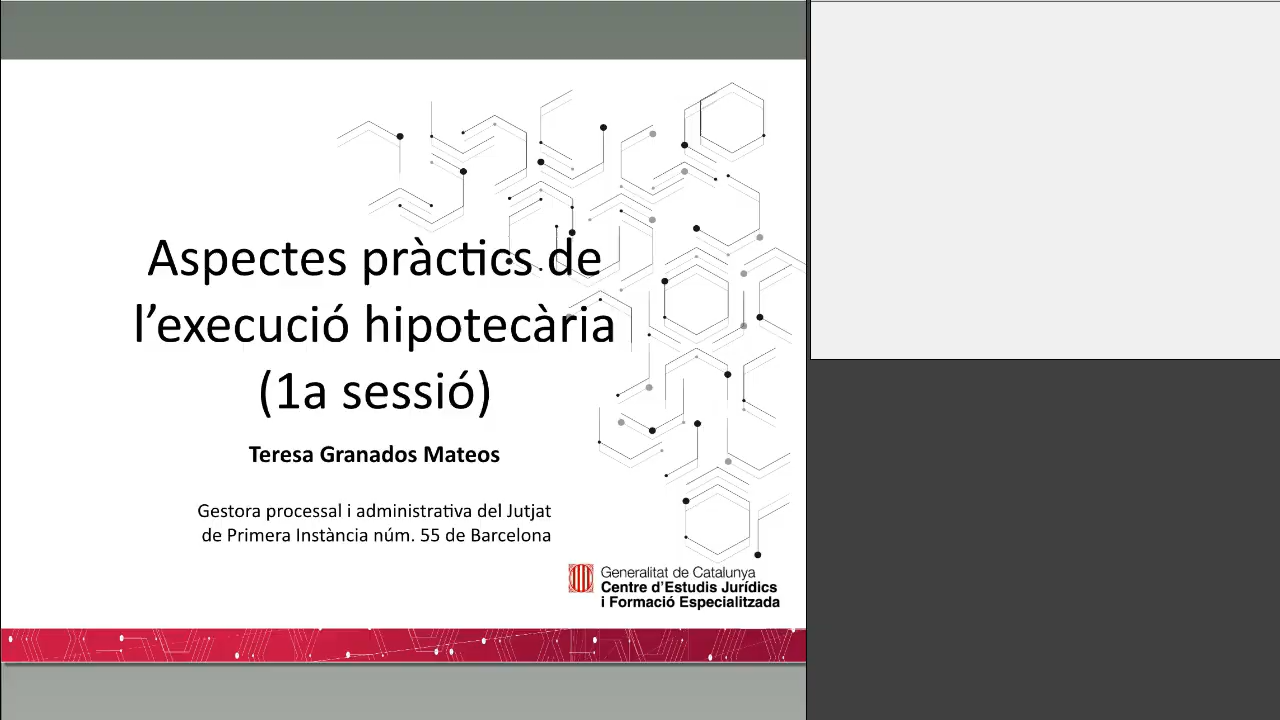 Aspectes pràctics de
l’execució hipotecària
(1a sessió)
Teresa Granados Mateos
Gestora processal i administrativa del Jutjat
de Primera Instància núm. 55 de Barcelona
Generalitat de Catalunya
Centre d’Estudis Jurídics
i Formació Especialitzada